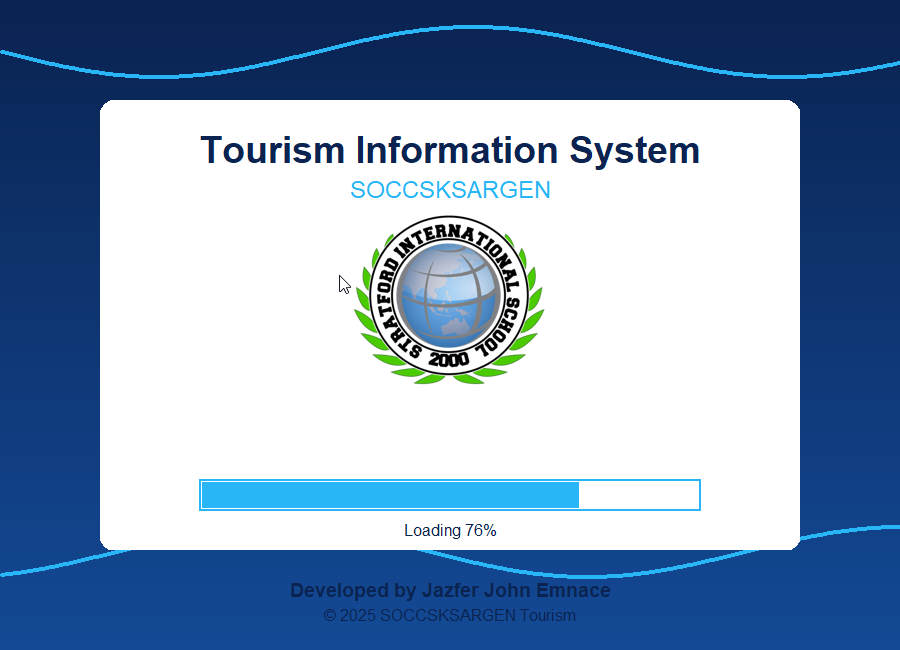 Tourism Information System
SOCCSKSARGEN
STRATFORD INTERNATIONAL SCHOOL
2000
Loading 76%
Developed by Jazfer John Emnace
© 2025 SOCCSKSARGEN Tourism